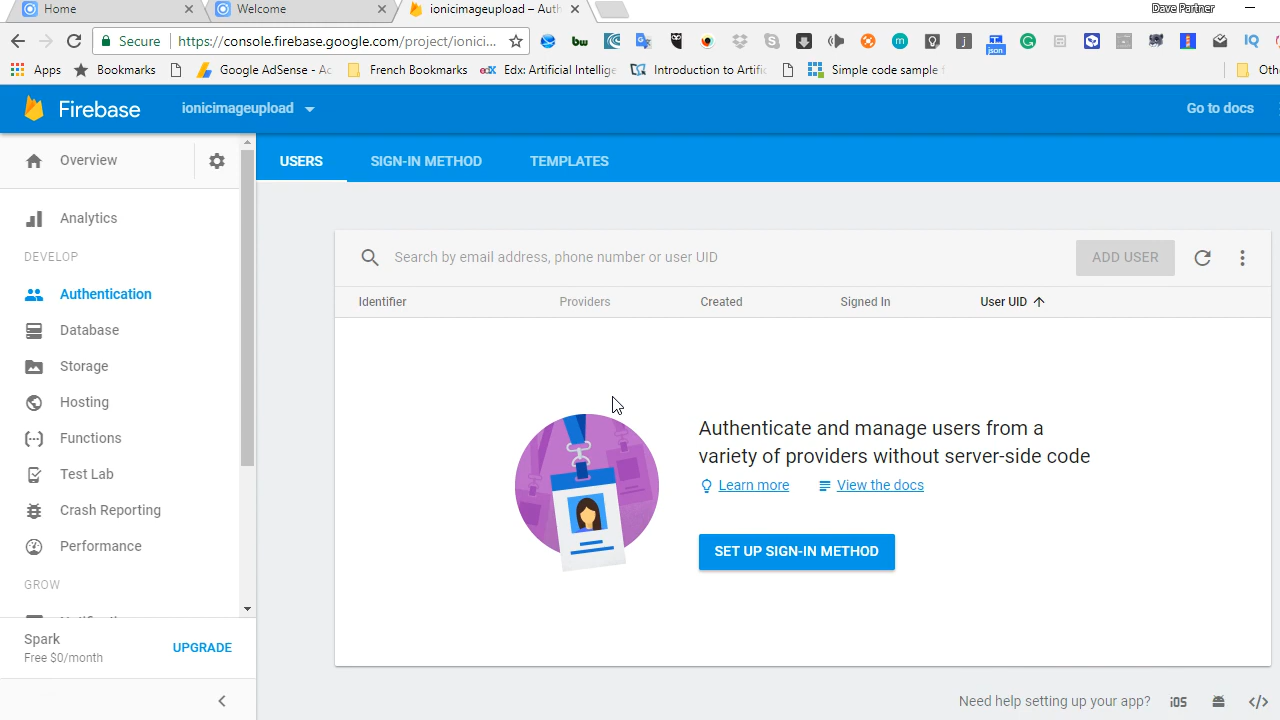 Home
Welcome
ionicimageupload – Auth
Dave Partner
Secure
https://console.firebase.google.com/project/ionici...
Apps
Bookmarks
Google AdSense - Ac
French Bookmar
edX
Edx: Artificial Intellige
Introduction to Artific
Simple code sample f
Oth
Firebase
ionicimageupload
Go to docs
Overview
USERS
SIGN-IN METHOD
TEMPLATES
Analytics
DEVELOP
Authentication
Database
Storage
Hosting
Functions
Test Lab
Crash Reporting
Performance
GROW
Spark
Free $0/month
UPGRADE
Search by email address, phone number or user UID
ADD USER
Identifier
Providers
Created
Signed In
User UID
Authenticate and manage users from a
variety of providers without server-side code
Learn more
View the docs
SET UP SIGN-IN METHOD
Need help setting up your app?
iOS